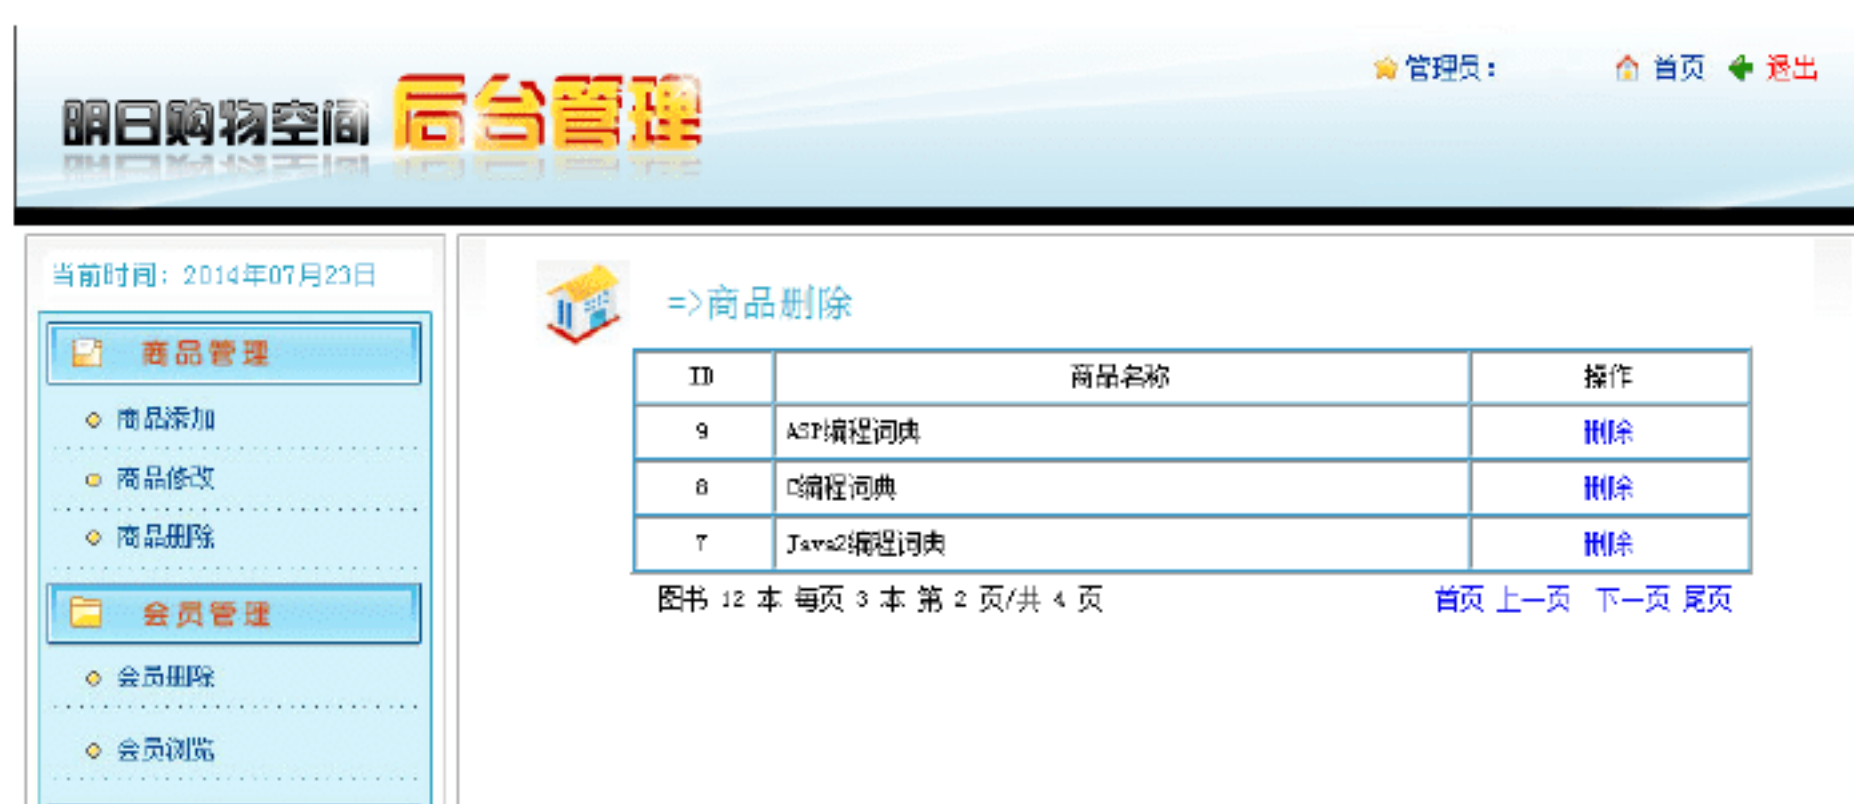 明日购物空间 后台管理
管理员： 首页 退出
当前时间：2014年07月23日
商品管理
商品添加
商品修改
商品删除
会员管理
会员删除
会员浏览
=>商品删除
ID 商品名称 操作
9 ASP编程词典 删除
8 C编程词典 删除
7 Java2编程词典 删除
图书 12 本 每页 3 本 第 2 页/共 4 页 首页 上一页 下一页 尾页